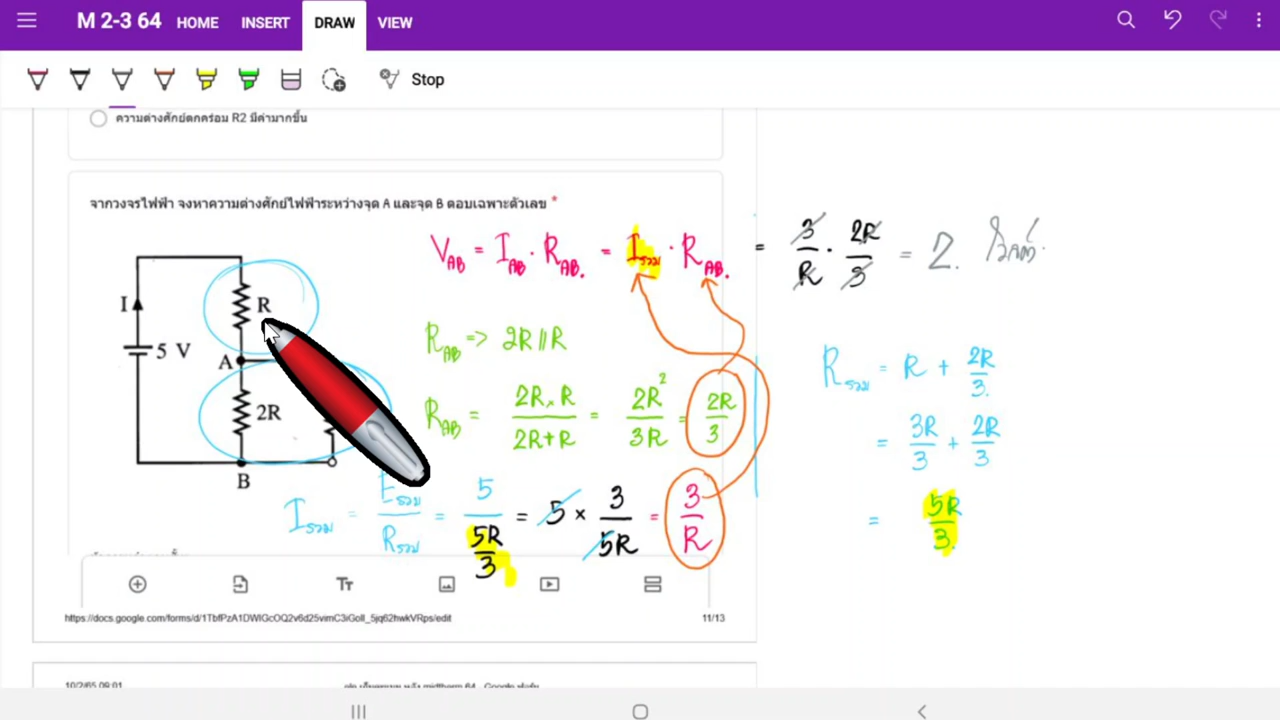 M 2-3 64 HOME INSERT DRAW VIEW
Stop
ความต่างศักย์ตกคร่อม R2 มีค่ามากขึ้น
จากวงจรไฟฟ้า จงหาความต่างศักย์ไฟฟ้าระหว่างจุด A และจุด B ตอบเฉพาะตัวเลข *
V_AB = I_AB · R_AB. = I_รวม · R_AB. = 3/R · 2R/3 = 2. โวลต์.
I
R
5 V
A
2R
B
R_AB => 2R//R
R_AB = 2R×R / 2R+R = 2R² / 3R = 2R/3
R_รวม = R + 2R/3.
= 3R/3 + 2R/3
= 5R/3.
I_รวม = E_รวม / R_รวม = 5 / 5R/3 = 5 × 3/5R = 3/R
Tт
https://docs.google.com/forms/d/1TbfPzA1DWIGcOQ2v6d25vimC3iGoll_5jq62hwkVRps/edit 11/13